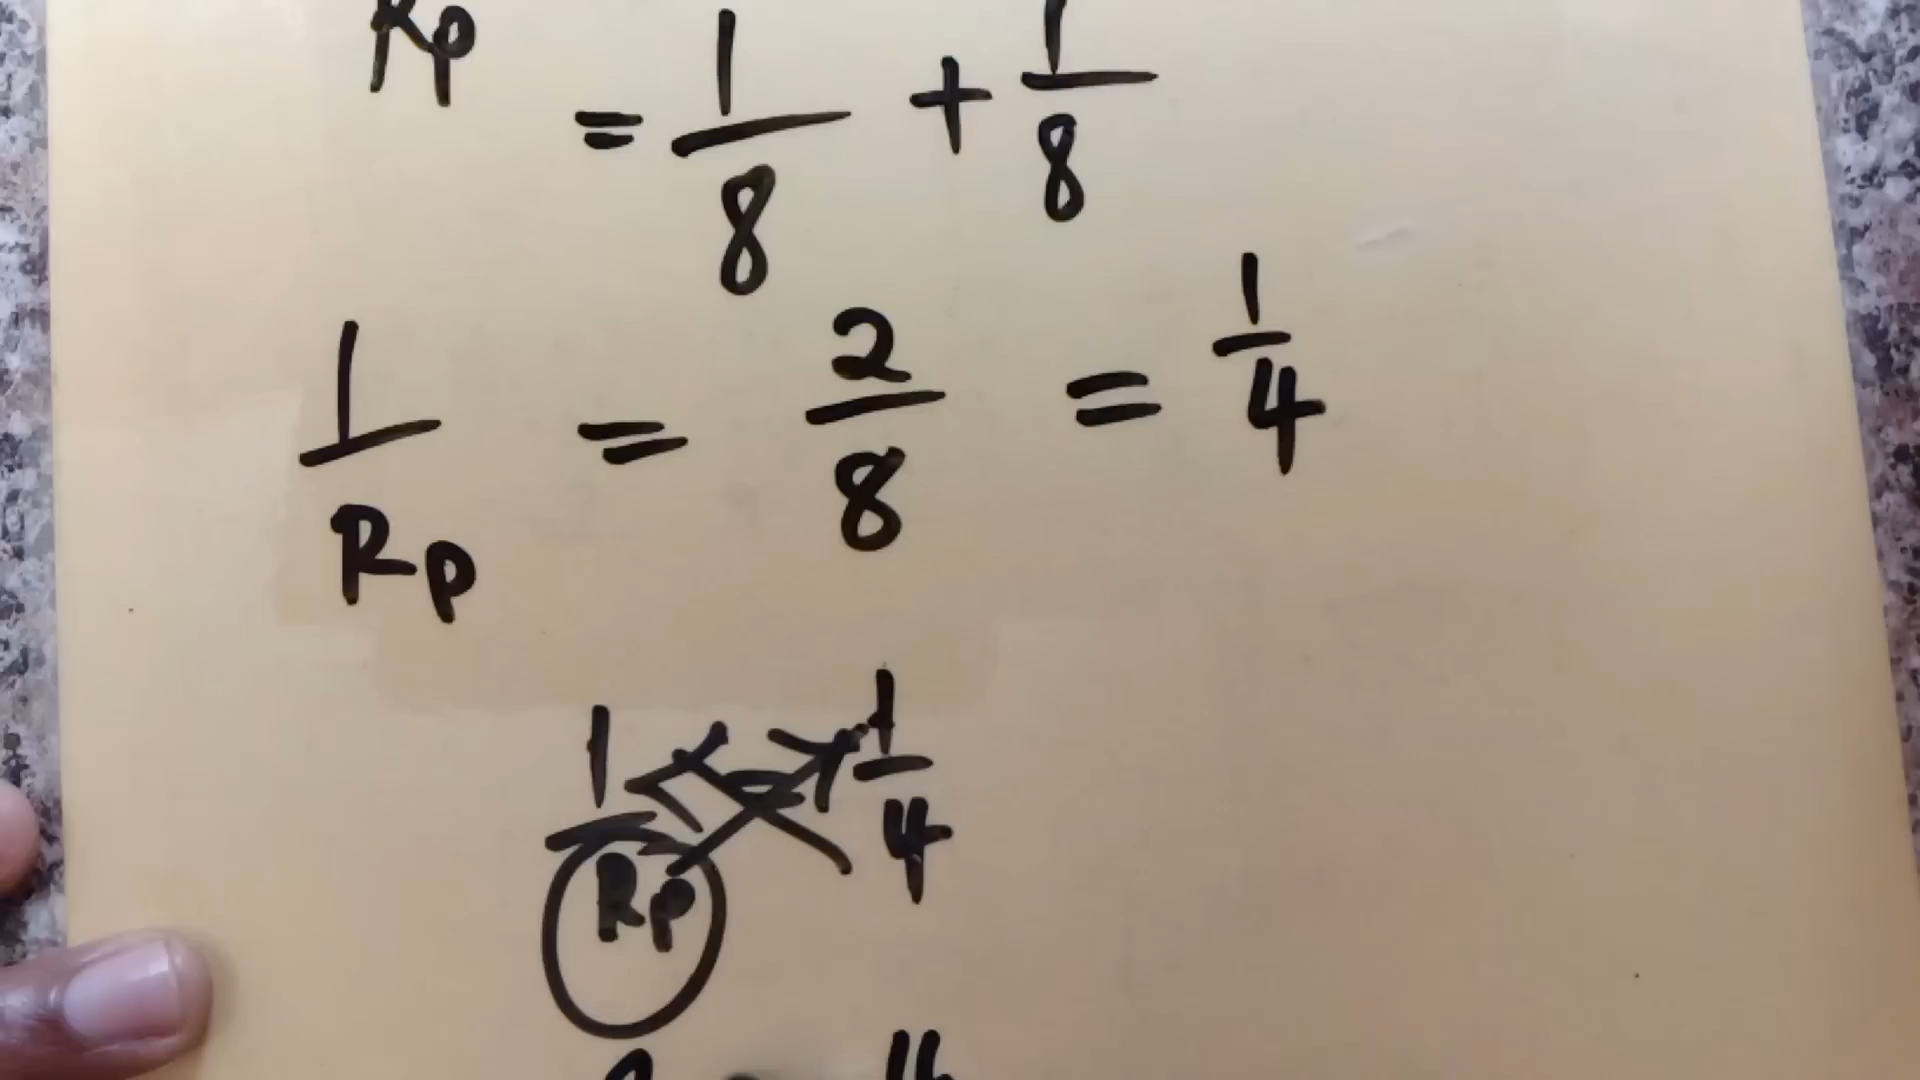 Rp = 1/8 + 1/8
1/Rp = 2/8 = 1/4
1/Rp = 1/4